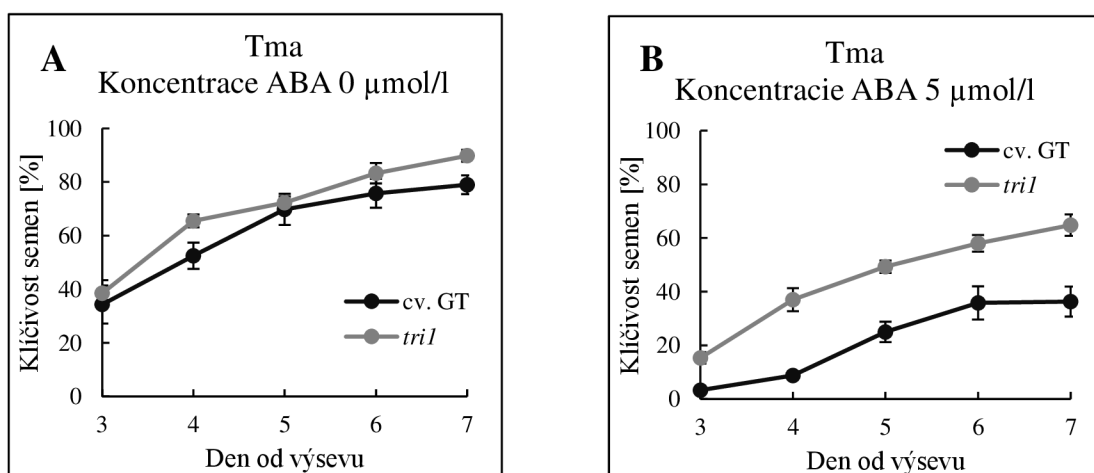 A
Tma
Koncentrace ABA 0 µmol/l
Klíčivost semen [%]
100
80
60
40
20
0
cv. GT
tri1
3 4 5 6 7
Den od výsevu
B
Tma
Koncentracie ABA 5 µmol/l
Klíčivost semen [%]
100
80
60
40
20
0
cv. GT
tri1
3 4 5 6 7
Den od výsevu